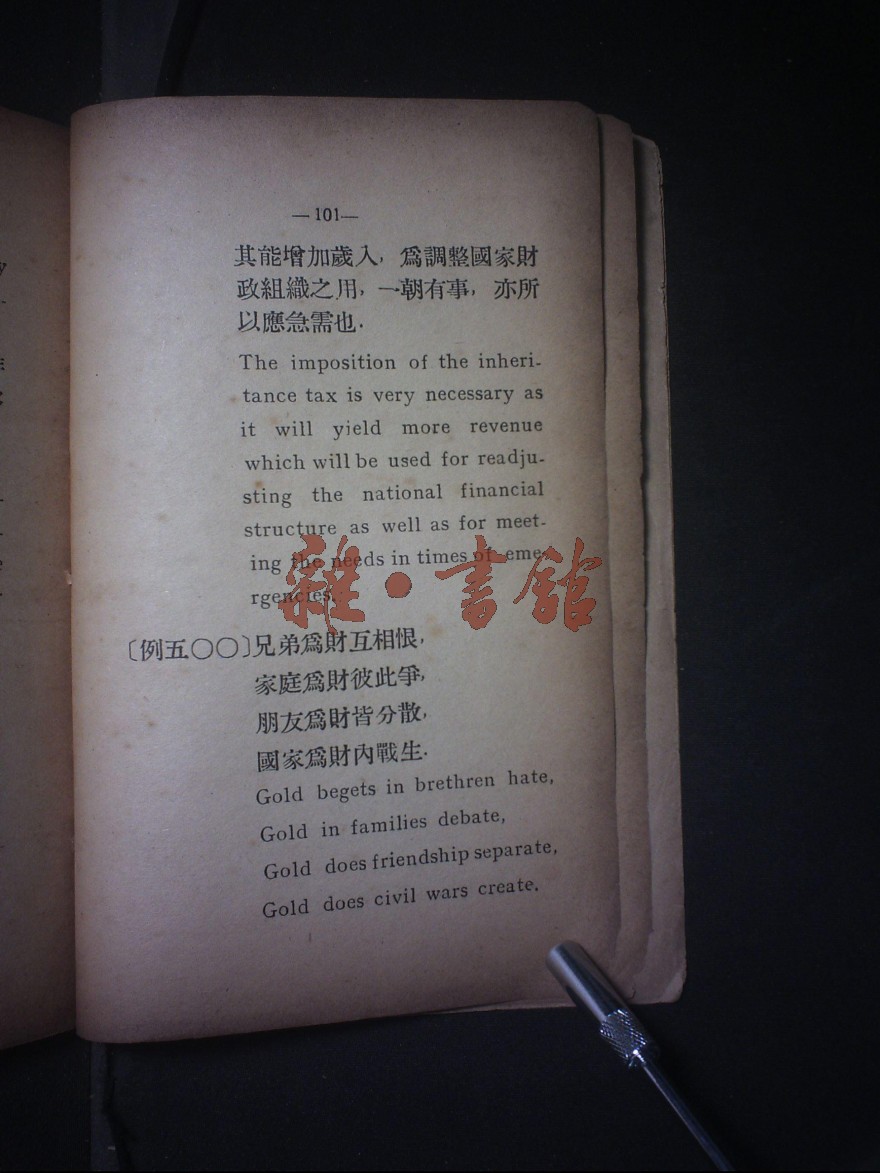 —101—
其能增加歲入，爲調整國家財
政組織之用，一朝有事，亦所
以應急需也．
The imposition of the inheri-
tance tax is very necessary as
it will yield more revenue
which will be used for readju-
sting the national financial
structure as well as for meet-
ing the needs in times of eme-
rgencies.
雜·書館
〔例五〇〇〕兄弟爲財互相恨，
家庭爲財彼此爭，
朋友爲財皆分散，
國家爲財內戰生．
Gold begets in brethren hate,
Gold in families debate,
Gold does friendship separate,
Gold does civil wars create.